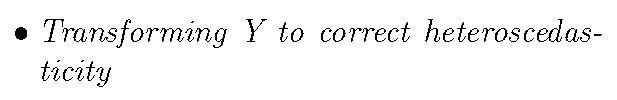 • Transforming Y to correct heteroscedas-
ticity